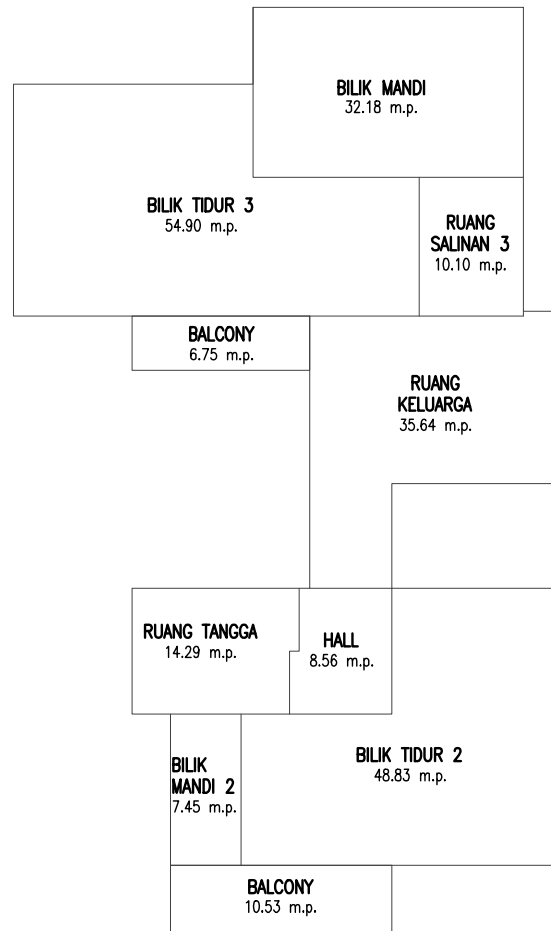 BILIK MANDI
32.18 m.p.
BILIK TIDUR 3
54.90 m.p.
RUANG
SALINAN 3
10.10 m.p.
BALCONY
6.75 m.p.
RUANG
KELUARGA
35.64 m.p.
RUANG TANGGA
14.29 m.p.
HALL
8.56 m.p.
BILIK
MANDI 2
7.45 m.p.
BILIK TIDUR 2
48.83 m.p.
BALCONY
10.53 m.p.